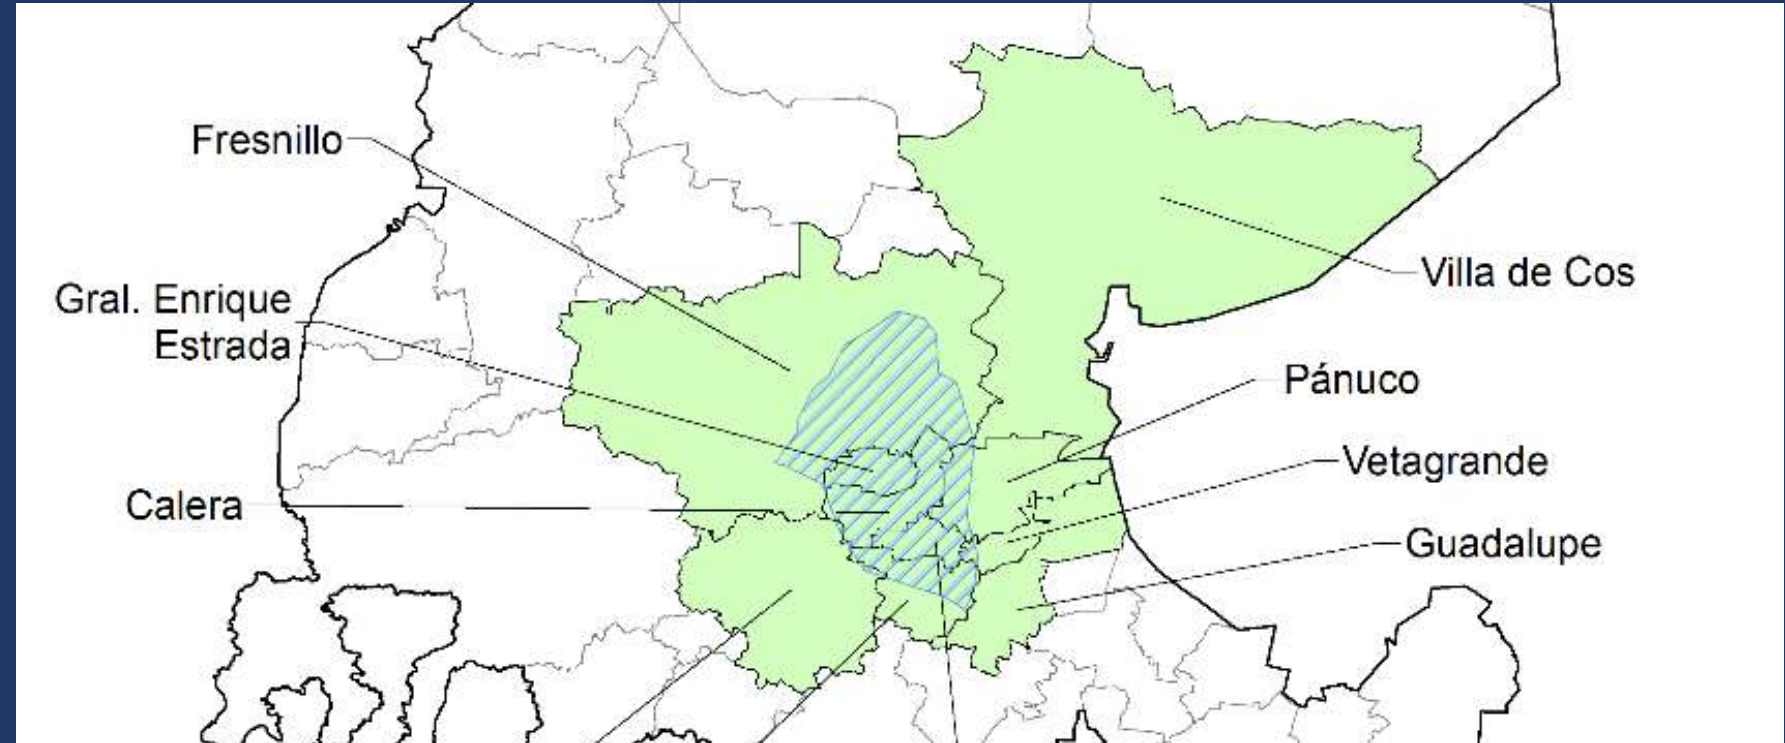 Fresnillo
Gral. Enrique
Estrada
Calera
Villa de Cos
Pánuco
Vetagrande
Guadalupe